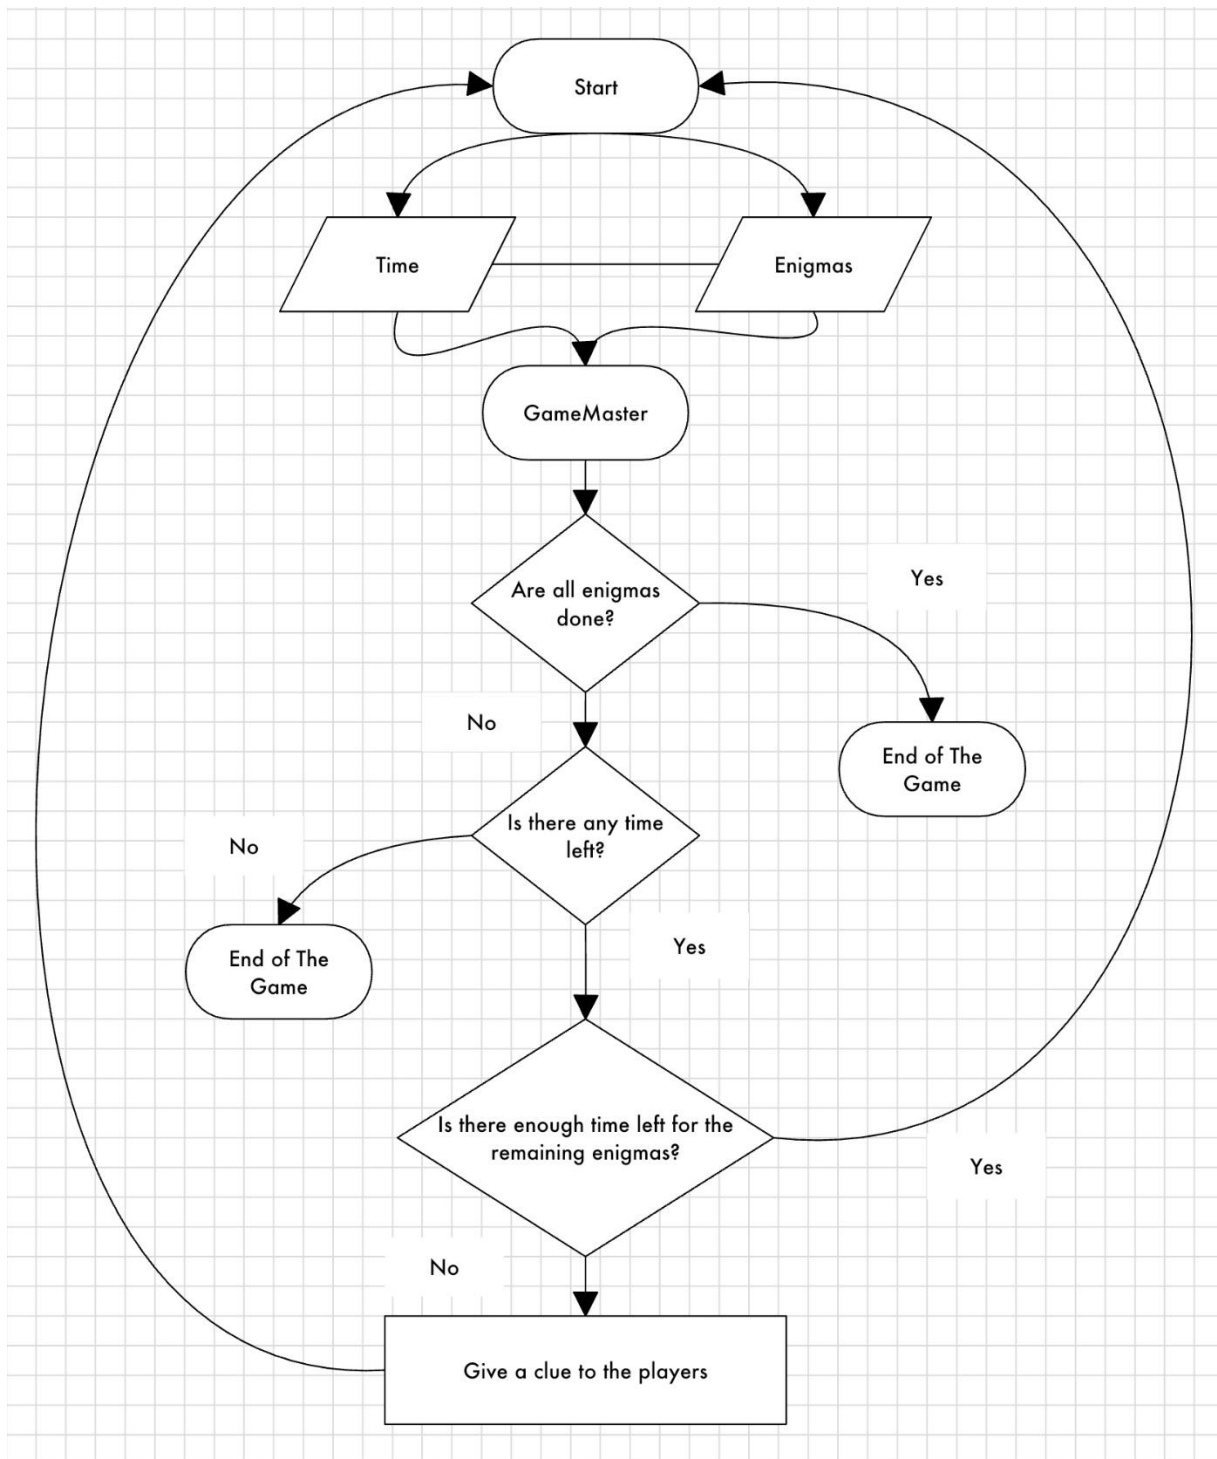 Start
Time
Enigmas
GameMaster
Are all enigmas
done?
Yes
No
End of The
Game
Is there any time
left?
No
Yes
End of The
Game
Is there enough time left for the
remaining enigmas?
Yes
No
Give a clue to the players